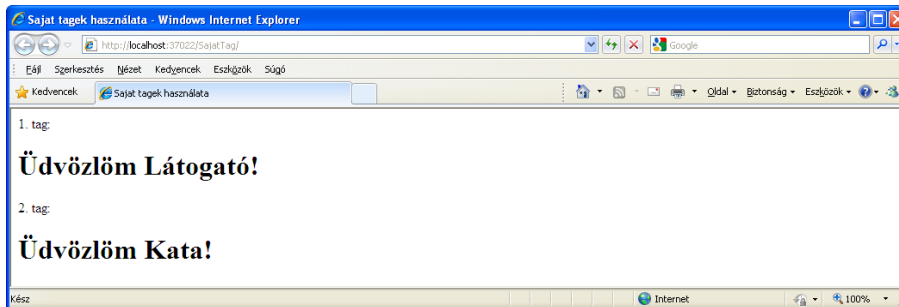 Sajat tagek használata - Windows Internet Explorer
http://localhost:37022/SajatTag/
Google
Fájl Szerkesztés Nézet Kedvencek Eszközök Súgó
Kedvencek
Sajat tagek használata
Oldal
Biztonság
Eszközök
1. tag:
Üdvözlöm Látogató!
2. tag:
Üdvözlöm Kata!
Kész
Internet
100%